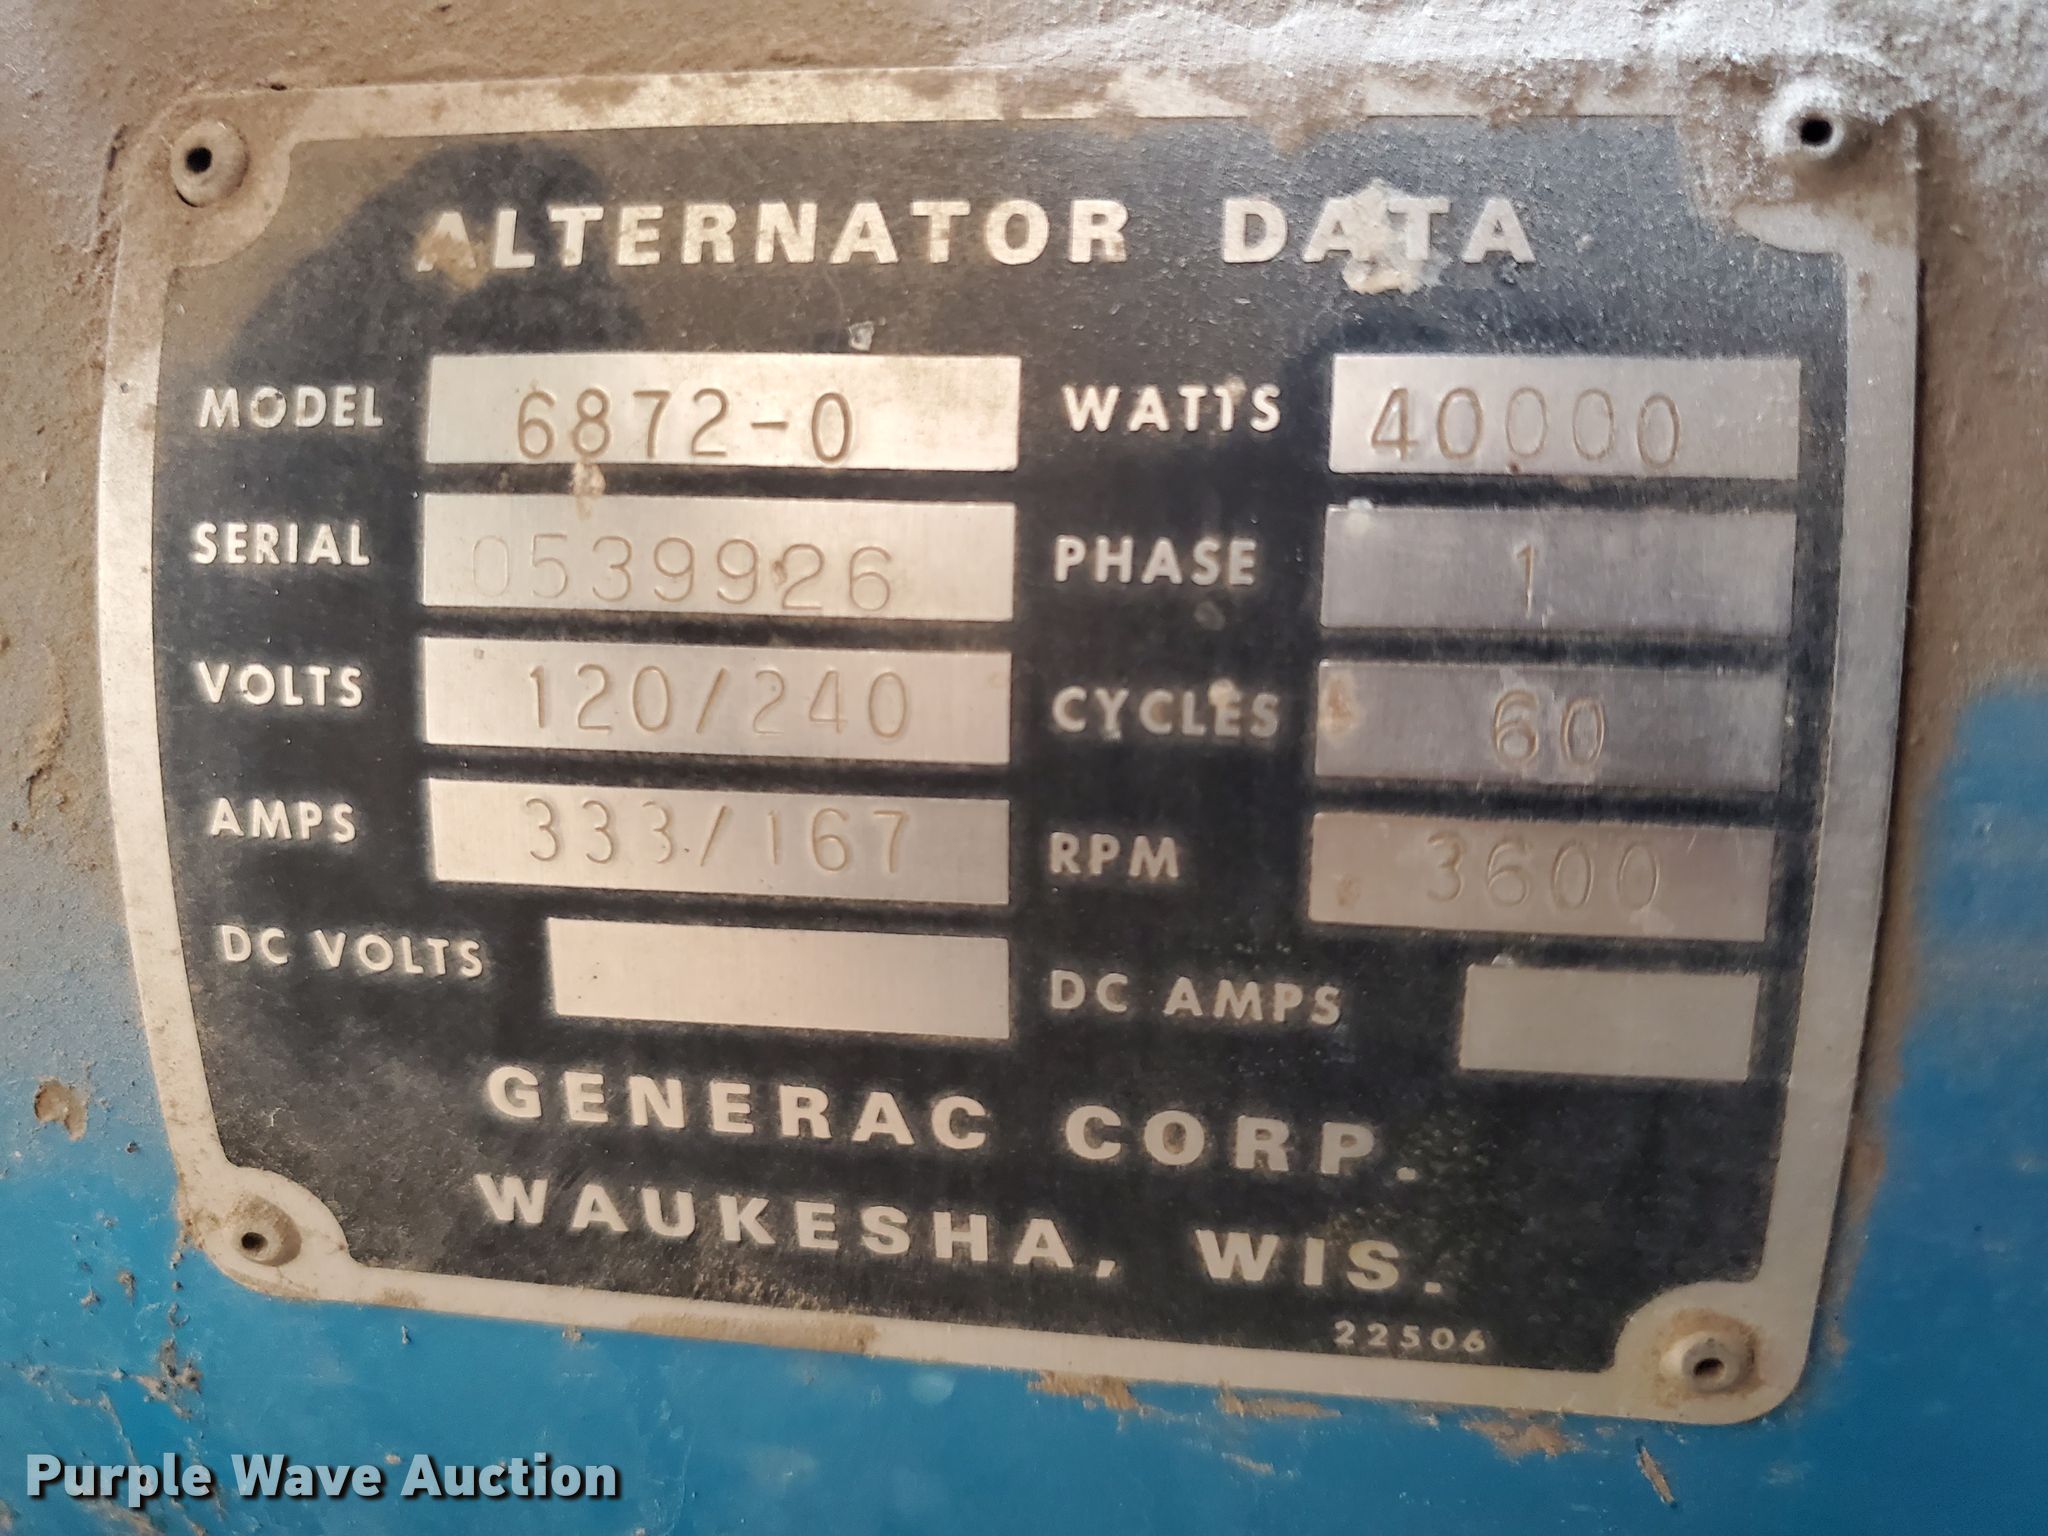 ALTERNATOR DATA
MODEL 6872-0 WATTS 40000
SERIAL 0539926 PHASE 1
VOLTS 120/240 CYCLES 60
AMPS 333/167 RPM 3600
DC VOLTS DC AMPS
GENERAC CORP.
WAUKESHA, WIS.
22506
Purple Wave Auction